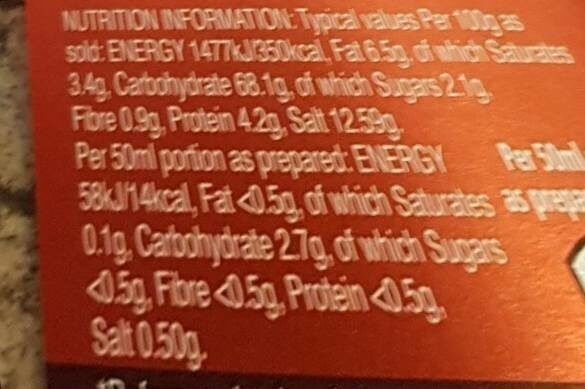 NUTRITION INFORMATION: Typical values Per 100g as
sold: ENERGY 1477kJ/350kcal, Fat 6.5g, of which Saturates
3.4g, Carbohydrate 68.1g, of which Sugars 2.1g,
Fibre 0.9g, Protein 4.2g, Salt 12.59g.
Per 50ml portion as prepared: ENERGY
58kJ/14kcal, Fat <0.5g, of which Saturates
0.1g, Carbohydrate 2.7g, of which Sugars
<0.5g, Fibre <0.5g, Protein <0.5g,
Salt 0.50g.
Per 50ml
as